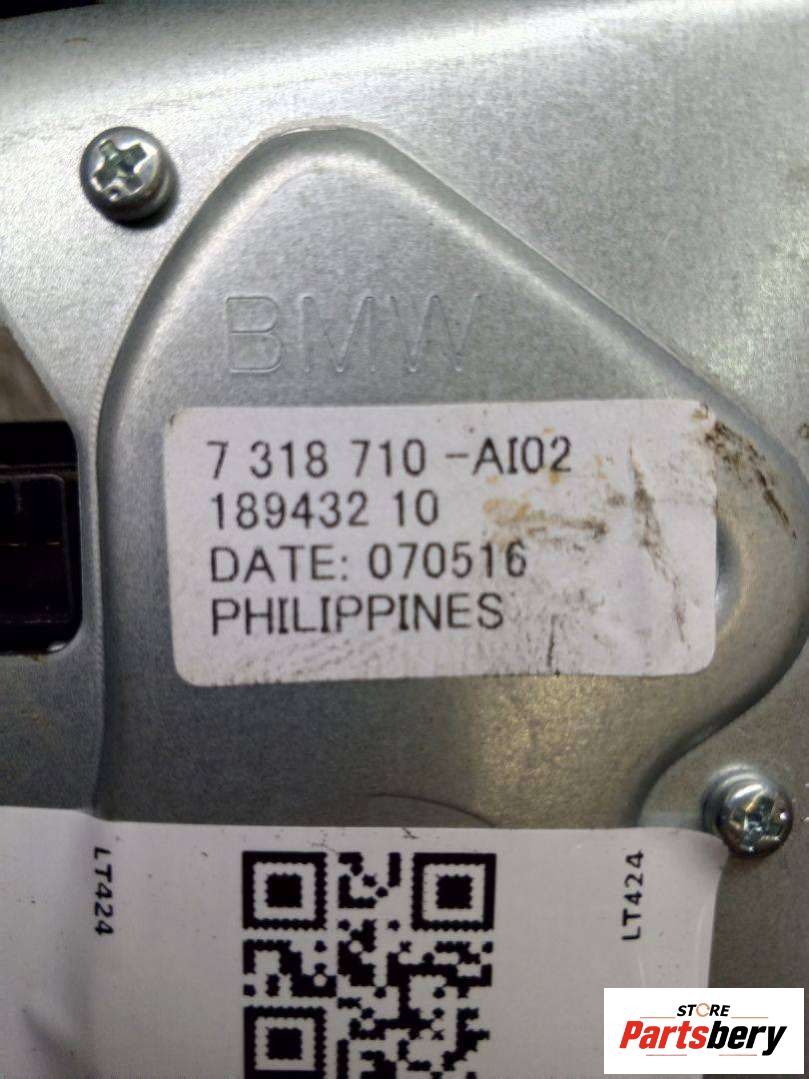 BMW
7 318 710 -AI02
189432 10
DATE: 070516
PHILIPPINES
LT424
LT424
STORE
Partsbery